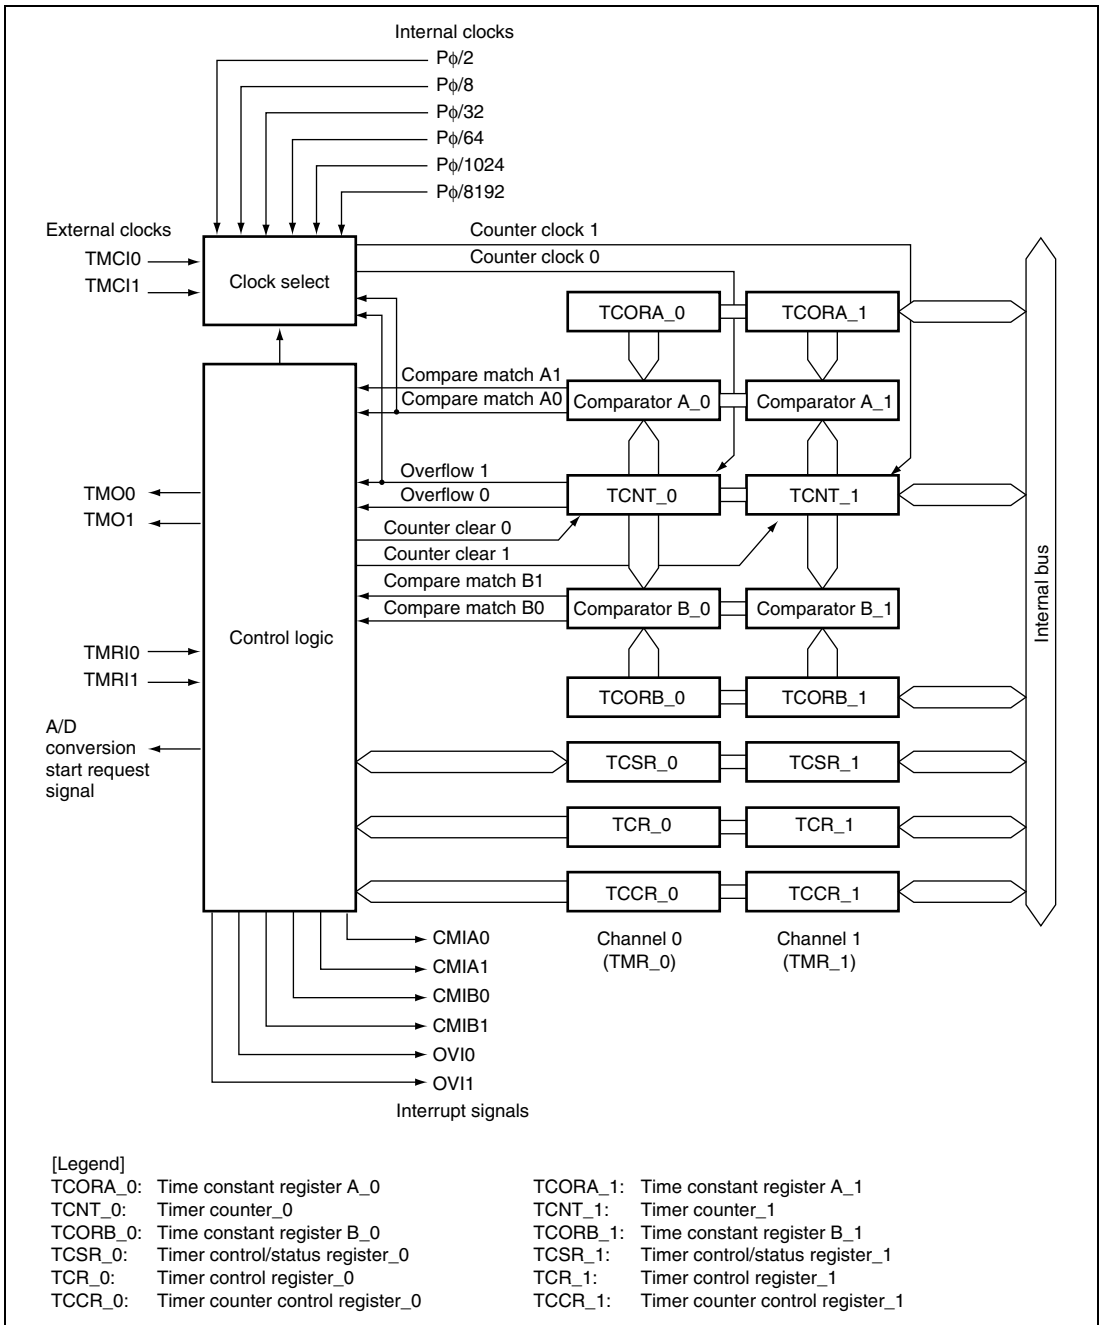 Internal clocks
Pϕ/2
Pϕ/8
Pϕ/32
Pϕ/64
Pϕ/1024
Pϕ/8192
External clocks
TMCI0
TMCI1
Clock select
Counter clock 1
Counter clock 0
TCORA_0
TCORA_1
Compare match A1
Compare match A0
Comparator A_0
Comparator A_1
Overflow 1
Overflow 0
TCNT_0
TCNT_1
TMO0
TMO1
Counter clear 0
Counter clear 1
Compare match B1
Compare match B0
Comparator B_0
Comparator B_1
Internal bus
Control logic
TMRI0
TMRI1
TCORB_0
TCORB_1
A/D
conversion
start request
signal
TCSR_0
TCSR_1
TCR_0
TCR_1
TCCR_0
TCCR_1
Channel 0
(TMR_0)
Channel 1
(TMR_1)
CMIA0
CMIA1
CMIB0
CMIB1
OVI0
OVI1
Interrupt signals
[Legend]
TCORA_0: Time constant register A_0
TCNT_0: Timer counter_0
TCORB_0: Time constant register B_0
TCSR_0: Timer control/status register_0
TCR_0: Timer control register_0
TCCR_0: Timer counter control register_0
TCORA_1: Time constant register A_1
TCNT_1: Timer counter_1
TCORB_1: Time constant register B_1
TCSR_1: Timer control/status register_1
TCR_1: Timer control register_1
TCCR_1: Timer counter control register_1